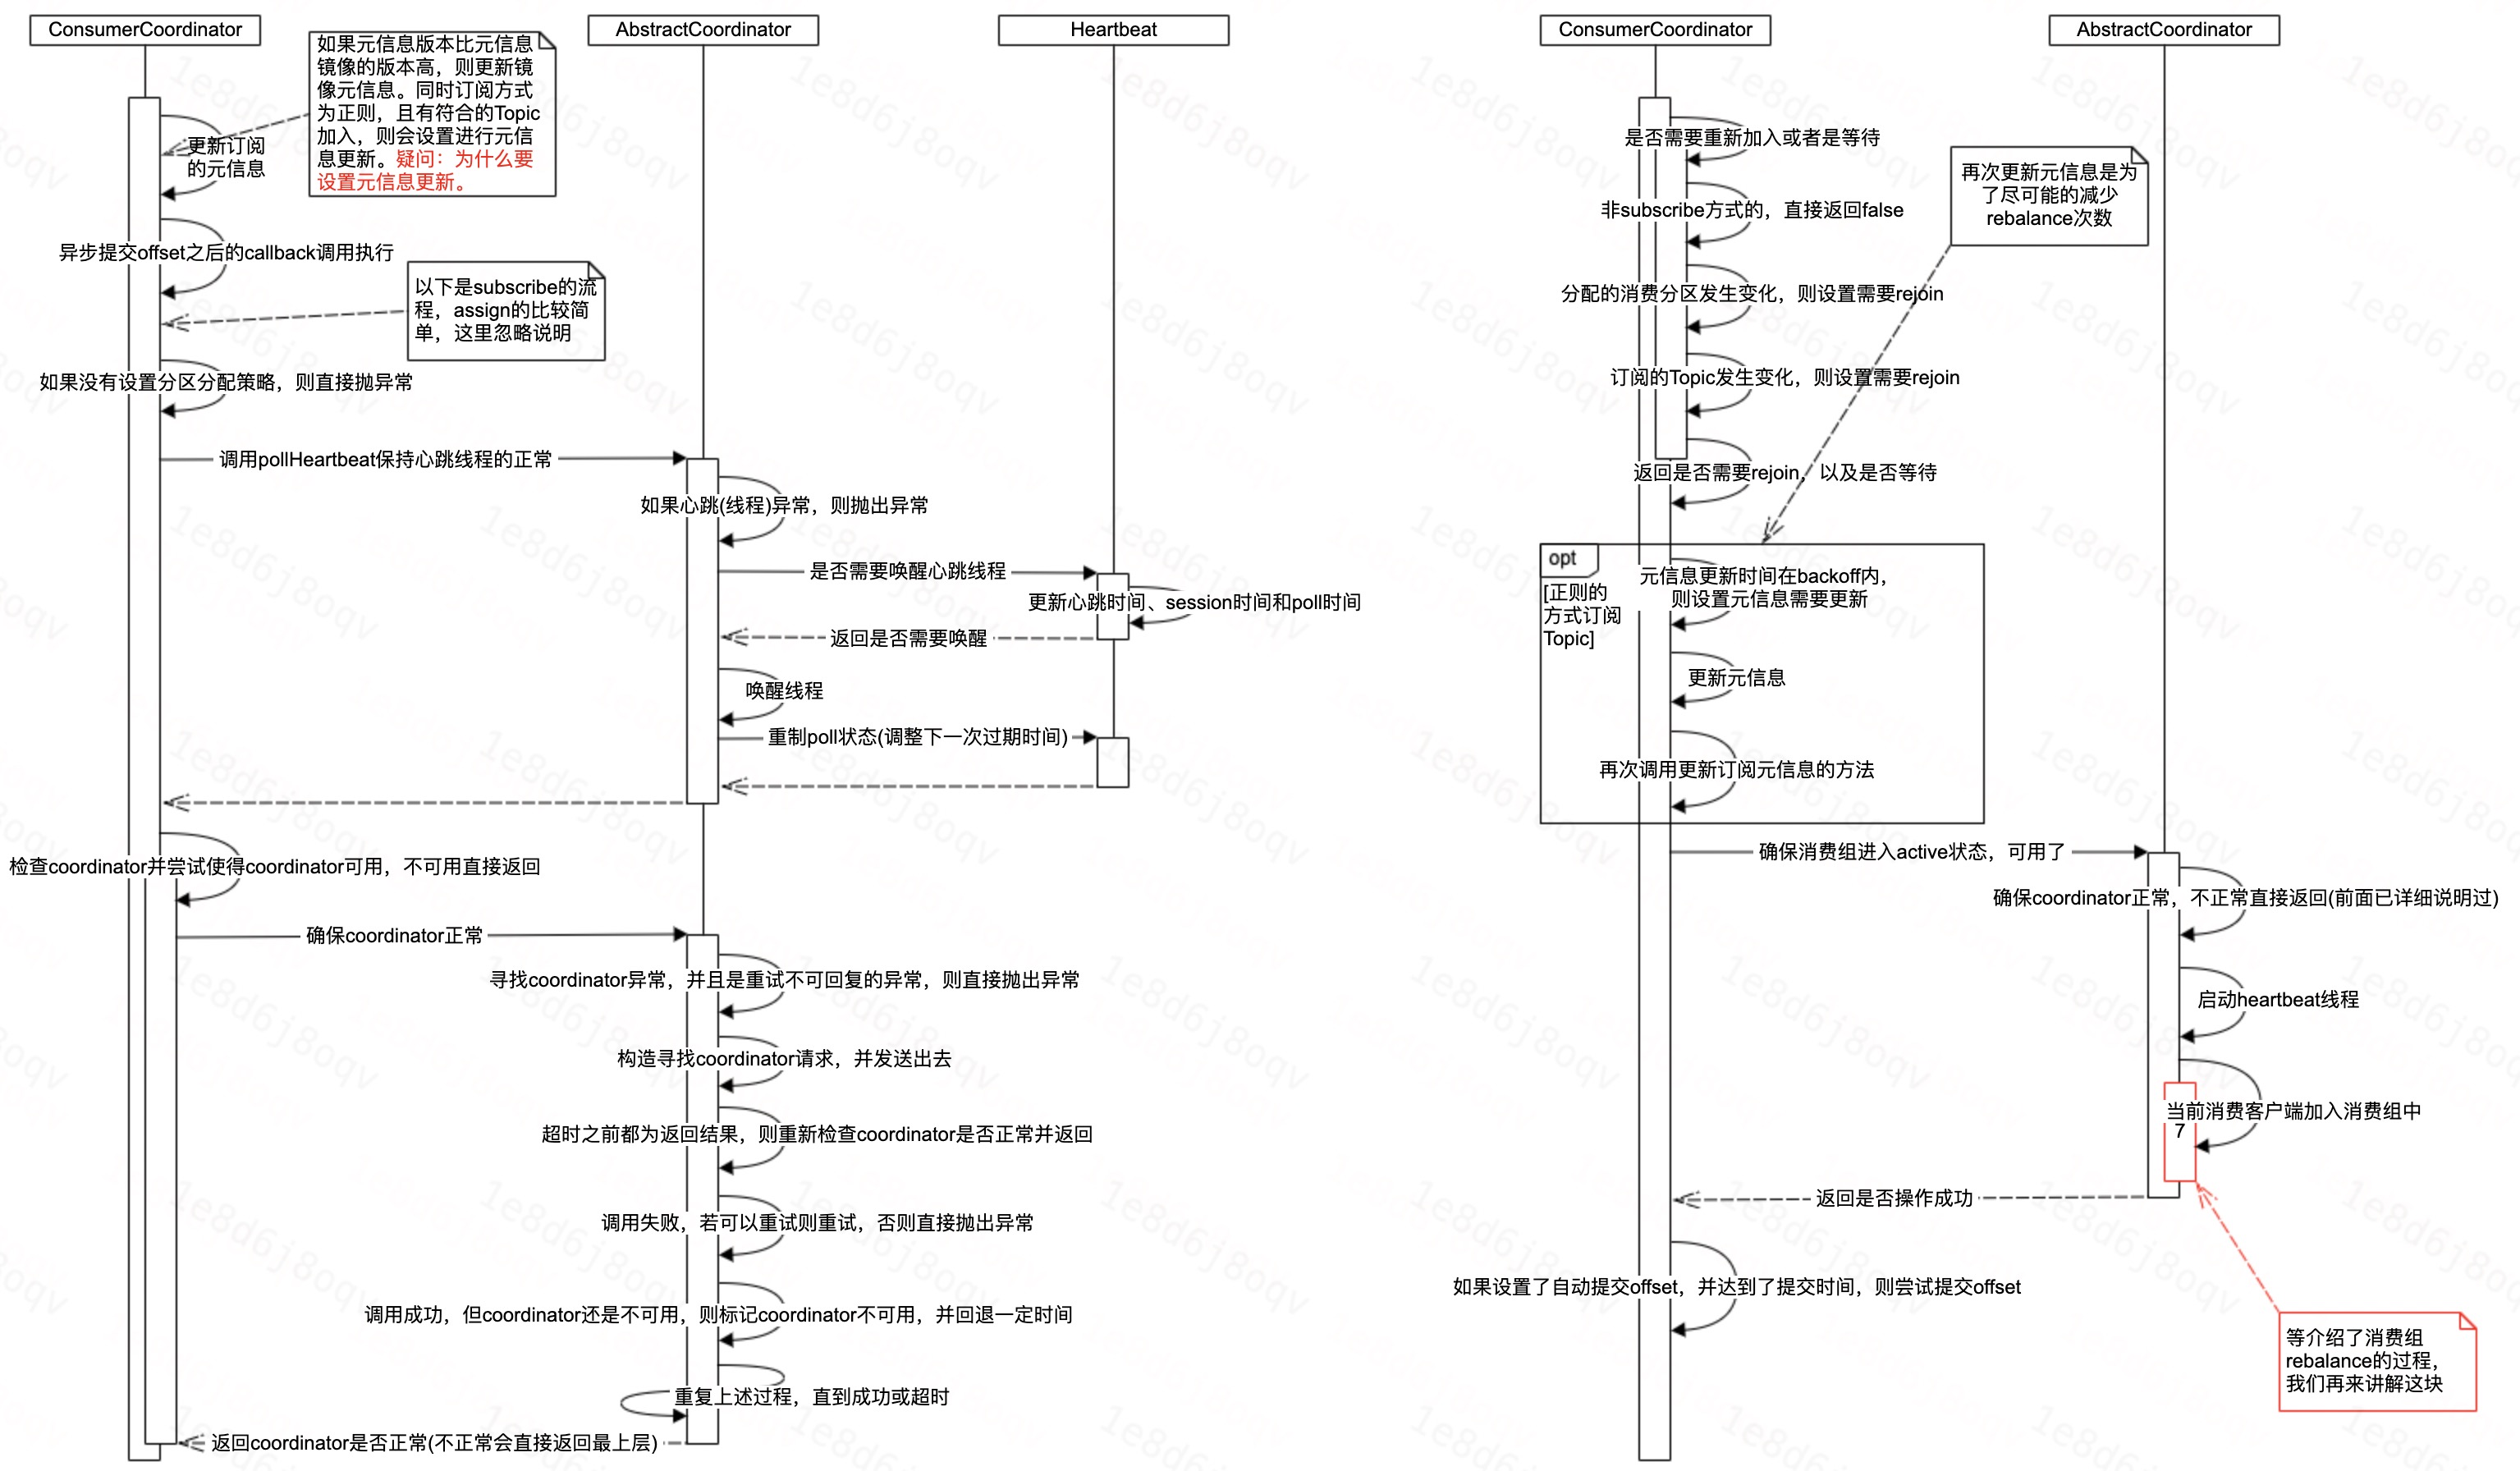 ConsumerCoordinator
AbstractCoordinator
Heartbeat
如果元信息版本比元信息
镜像的版本高，则更新镜
像元信息。同时订阅方式
为正则，且有符合的Topic
加入，则会设置进行元信
息更新。疑问：为什么要
设置元信息更新。
更新订阅
的元信息
异步提交offset之后的callback调用执行
以下是subscribe的流
程，assign的比较简
单，这里忽略说明
如果没有设置分区分配策略，则直接抛异常
调用pollHeartbeat保持心跳线程的正常
如果心跳(线程)异常，则抛出异常
是否需要唤醒心跳线程
更新心跳时间、session时间和poll时间
返回是否需要唤醒
唤醒线程
重制poll状态(调整下一次过期时间)
检查coordinator并尝试使得coordinator可用，不可用直接返回
确保coordinator正常
寻找coordinator异常，并且是重试不可回复的异常，则直接抛出异常
构造寻找coordinator请求，并发送出去
超时之前都为返回结果，则重新检查coordinator是否正常并返回
调用失败，若可以重试则重试，否则直接抛出异常
调用成功，但coordinator还是不可用，则标记coordinator不可用，并回退一定时间
重复上述过程，直到成功或超时
返回coordinator是否正常(不正常会直接返回最上层)
ConsumerCoordinator
AbstractCoordinator
是否需要重新加入或者是等待
再次更新元信息是为
了尽可能的减少
rebalance次数
非subscribe方式的，直接返回false
分配的消费分区发生变化，则设置需要rejoin
订阅的Topic发生变化，则设置需要rejoin
返回是否需要rejoin，以及是否等待
opt
[正则的
方式订阅
Topic]
元信息更新时间在backoff内，
则设置元信息需要更新
更新元信息
再次调用更新订阅元信息的方法
确保消费组进入active状态，可用了
确保coordinator正常，不正常直接返回(前面已详细说明过)
启动heartbeat线程
当前消费客户端加入消费组中
7
返回是否操作成功
如果设置了自动提交offset，并达到了提交时间，则尝试提交offset
等介绍了消费组
rebalance的过程，
我们再来讲解这块
1e8d6j8oqv